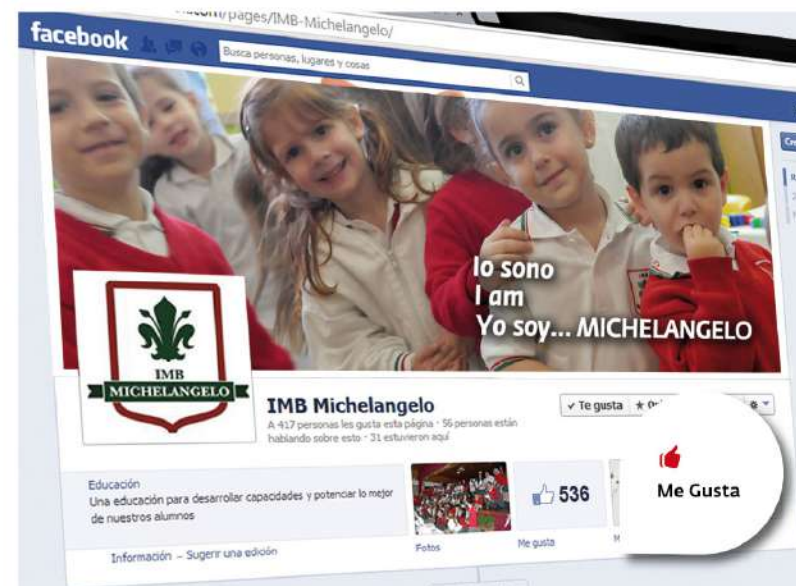 .com/pages/IMB-Michelangelo/
facebook
Busca personas, lugares y cosas
Io sono
I am
Yo soy... MICHELANGELO
IMB
MICHELANGELO
IMB Michelangelo
A 417 personas les gusta esta página · 56 personas están
hablando sobre esto · 31 estuvieron aquí
✓ Te gusta
Me Gusta
Educación
Una educación para desarrollar capacidades y potenciar lo mejor
de nuestros alumnos
536
Información – Sugerir una edición
Fotos
Me gusta